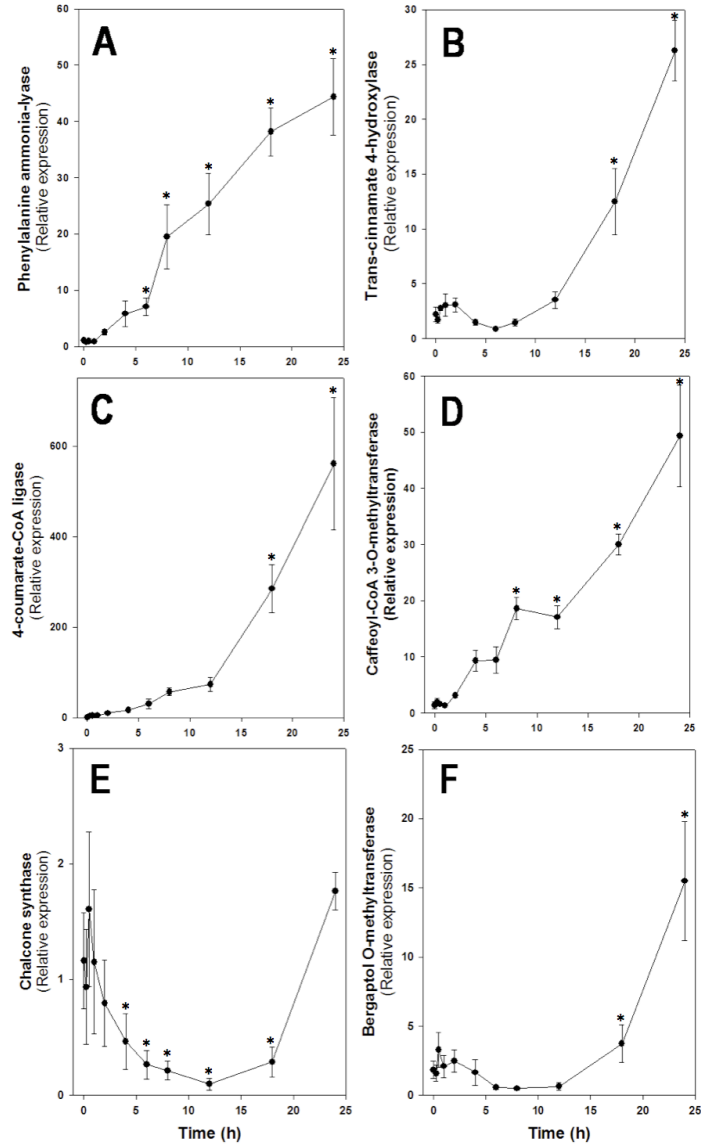 A
Phenylalanine ammonia-lyase
(Relative expression)
60
50
40
30
20
10
0
* * * * *
0 5 10 15 20 25
B
Trans-cinnamate 4-hydroxylase
(Relative expression)
30
25
20
15
10
5
0
* *
0 5 10 15 20 25
C
4-coumarate-CoA ligase
(Relative expression)
600
400
200
0
* *
0 5 10 15 20 25
D
Caffeoyl-CoA 3-O-methyltransferase
(Relative expression)
60
50
40
30
20
10
0
* * * *
0 5 10 15 20 25
E
Chalcone synthase
(Relative expression)
3
2
1
0
* * * * *
0 5 10 15 20 25
Time (h)
F
Bergaptol O-methyltransferase
(Relative expression)
25
20
15
10
5
0
* *
0 5 10 15 20 25
Time (h)